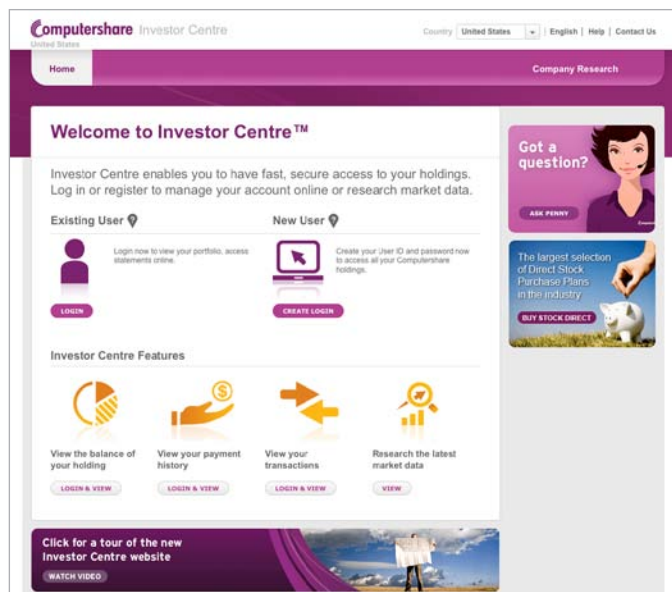 Computershare Investor Centre
United States
Country United States | English | Help | Contact Us
Home
Company Research
Welcome to Investor Centre™
Investor Centre enables you to have fast, secure access to your holdings.
Log in or register to manage your account online or research market data.
Existing User ?
Login now to view your portfolio, access
statements online.
LOGIN
New User ?
Create your User ID and password now
to access all your Computershare
holdings.
CREATE LOGIN
Investor Centre Features
$
View the balance of
your holding
LOGIN & VIEW
View your payment
history
LOGIN & VIEW
View your
transactions
LOGIN & VIEW
Research the latest
market data
VIEW
Got a
question?
ASK PENNY
The largest selection
of Direct Stock
Purchase Plans
in the industry
BUY STOCK DIRECT
Click for a tour of the new
Investor Centre website
WATCH VIDEO